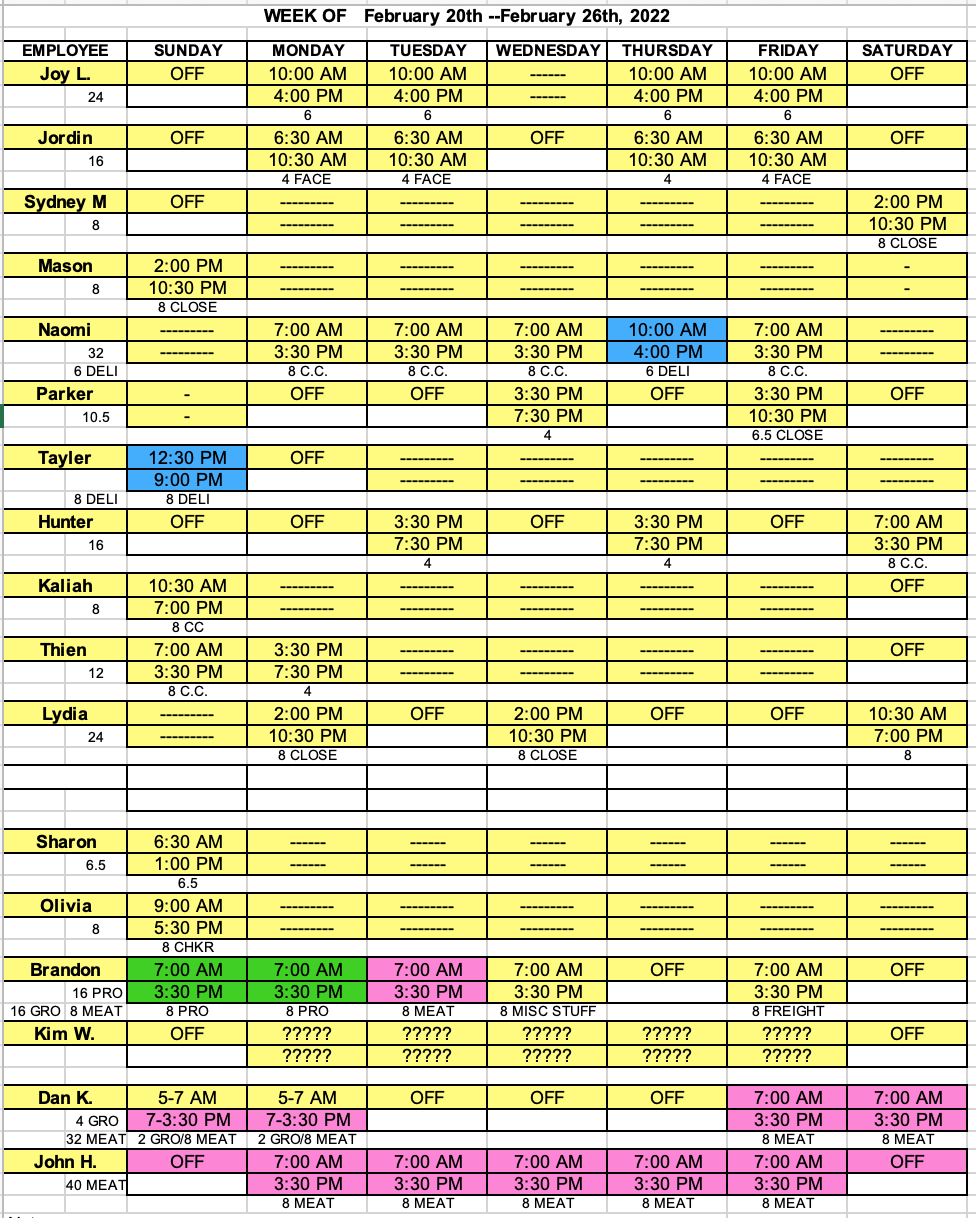 WEEK OF February 20th --February 26th, 2022
EMPLOYEE SUNDAY MONDAY TUESDAY WEDNESDAY THURSDAY FRIDAY SATURDAY
Joy L. OFF 10:00 AM 10:00 AM ------ 10:00 AM 10:00 AM OFF
24 4:00 PM 4:00 PM ------ 4:00 PM 4:00 PM
6 6 6 6
Jordin OFF 6:30 AM 6:30 AM OFF 6:30 AM 6:30 AM OFF
16 10:30 AM 10:30 AM 10:30 AM 10:30 AM
4 FACE 4 FACE 4 4 FACE
Sydney M OFF --------- --------- --------- --------- --------- 2:00 PM
8 --------- --------- --------- --------- --------- 10:30 PM
8 CLOSE
Mason 2:00 PM --------- --------- --------- --------- --------- -
8 10:30 PM --------- --------- --------- --------- --------- -
8 CLOSE
Naomi --------- 7:00 AM 7:00 AM 7:00 AM 10:00 AM 7:00 AM ---------
32 --------- 3:30 PM 3:30 PM 3:30 PM 4:00 PM 3:30 PM ---------
6 DELI 8 C.C. 8 C.C. 8 C.C. 6 DELI 8 C.C.
Parker - OFF OFF 3:30 PM OFF 3:30 PM OFF
10.5 - 7:30 PM 10:30 PM
4 6.5 CLOSE
Tayler 12:30 PM OFF --------- --------- --------- --------- ---------
9:00 PM --------- --------- --------- --------- ---------
8 DELI 8 DELI
Hunter OFF OFF 3:30 PM OFF 3:30 PM OFF 7:00 AM
16 7:30 PM 7:30 PM 3:30 PM
4 4 8 C.C.
Kaliah 10:30 AM --------- --------- --------- --------- --------- OFF
8 7:00 PM --------- --------- --------- --------- ---------
8 CC
Thien 7:00 AM 3:30 PM --------- --------- --------- --------- OFF
12 3:30 PM 7:30 PM --------- --------- --------- ---------
8 C.C. 4
Lydia --------- 2:00 PM OFF 2:00 PM OFF OFF 10:30 AM
24 --------- 10:30 PM 10:30 PM 7:00 PM
8 CLOSE 8 CLOSE 8
Sharon 6:30 AM ------ ------ ------ ------ ------ ------
6.5 1:00 PM ------ ------ ------ ------ ------ ------
6.5
Olivia 9:00 AM --------- --------- --------- --------- --------- ---------
8 5:30 PM --------- --------- --------- --------- --------- ---------
8 CHKR
Brandon 7:00 AM 7:00 AM 7:00 AM 7:00 AM OFF 7:00 AM OFF
16 PRO 3:30 PM 3:30 PM 3:30 PM 3:30 PM 3:30 PM
16 GRO 8 MEAT 8 PRO 8 PRO 8 MEAT 8 MISC STUFF 8 FREIGHT
Kim W. OFF ????? ????? ????? ????? ????? OFF
????? ????? ????? ????? ?????
Dan K. 5-7 AM 5-7 AM OFF OFF OFF 7:00 AM 7:00 AM
4 GRO 7-3:30 PM 7-3:30 PM 3:30 PM 3:30 PM
32 MEAT 2 GRO/8 MEAT 2 GRO/8 MEAT 8 MEAT 8 MEAT
John H. OFF 7:00 AM 7:00 AM 7:00 AM 7:00 AM 7:00 AM OFF
40 MEAT 3:30 PM 3:30 PM 3:30 PM 3:30 PM 3:30 PM
8 MEAT 8 MEAT 8 MEAT 8 MEAT 8 MEAT